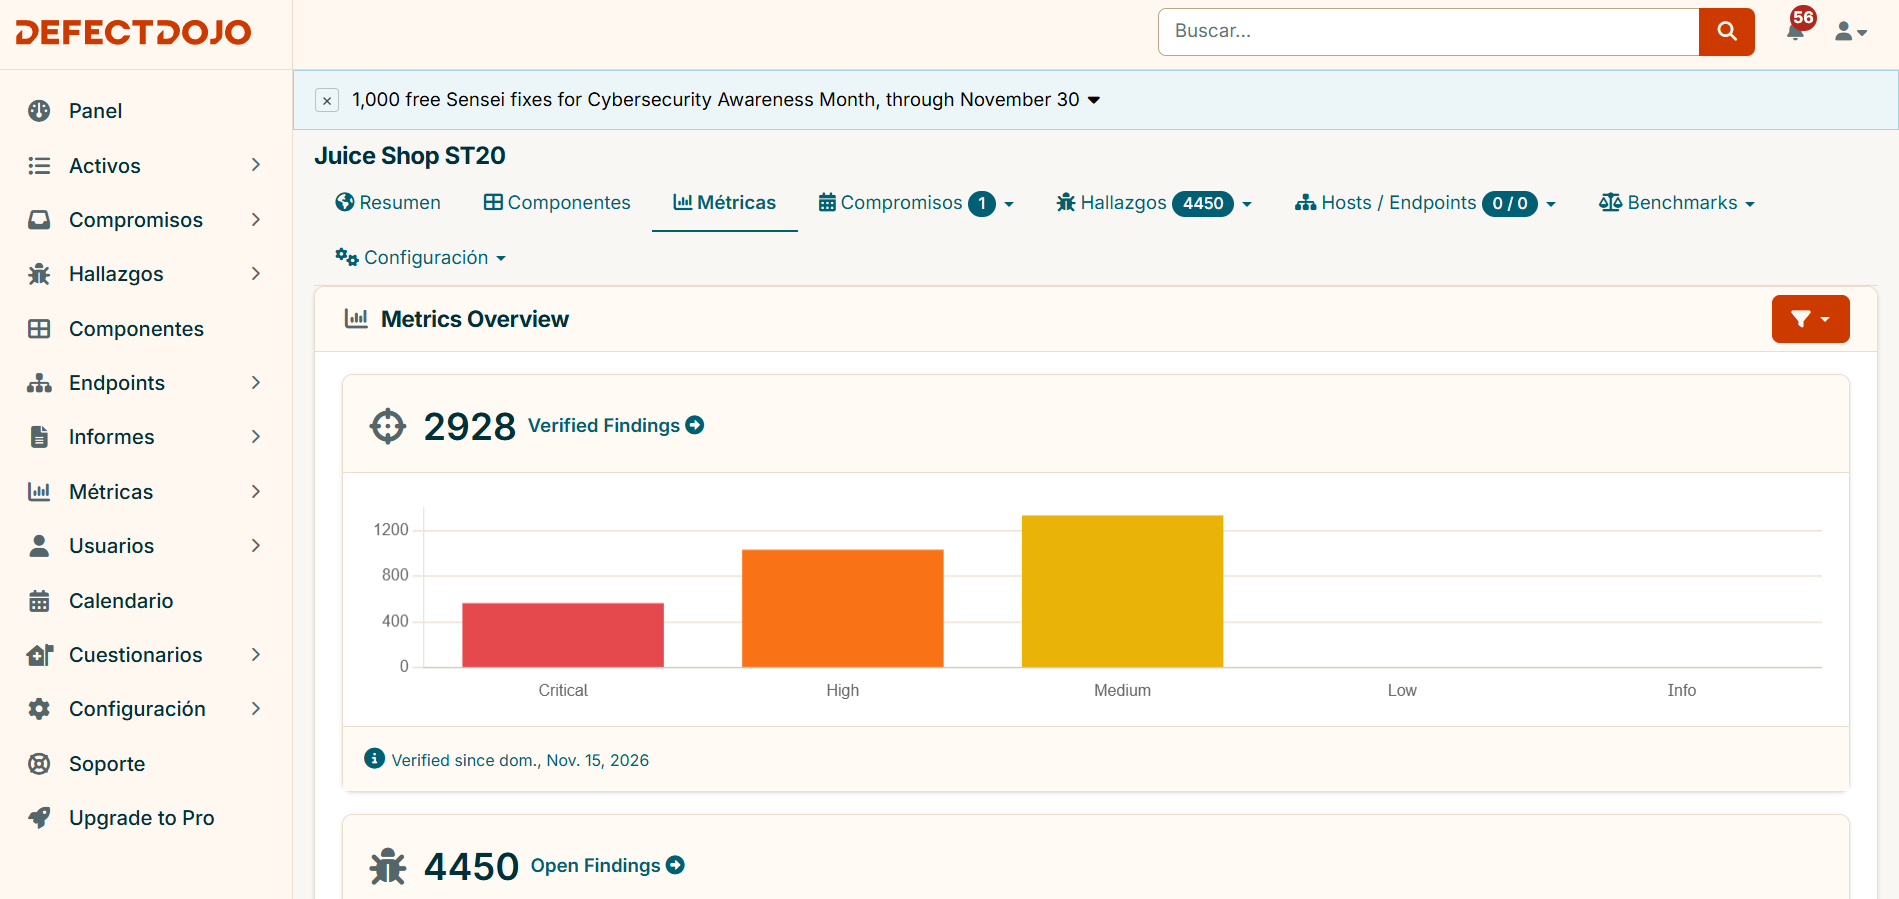 DEFECTDOJO
Buscar...
56
Panel
Activos
Compromisos
Hallazgos
Componentes
Endpoints
Informes
Métricas
Usuarios
Calendario
Cuestionarios
Configuración
Soporte
Upgrade to Pro
1,000 free Sensei fixes for Cybersecurity Awareness Month, through November 30
Juice Shop ST20
Resumen Componentes Métricas Compromisos 1 Hallazgos 4450 Hosts / Endpoints 0 / 0 Benchmarks
Configuración
Metrics Overview
2928 Verified Findings
1200
800
400
0
Critical High Medium Low Info
Verified since dom., Nov. 15, 2026
4450 Open Findings